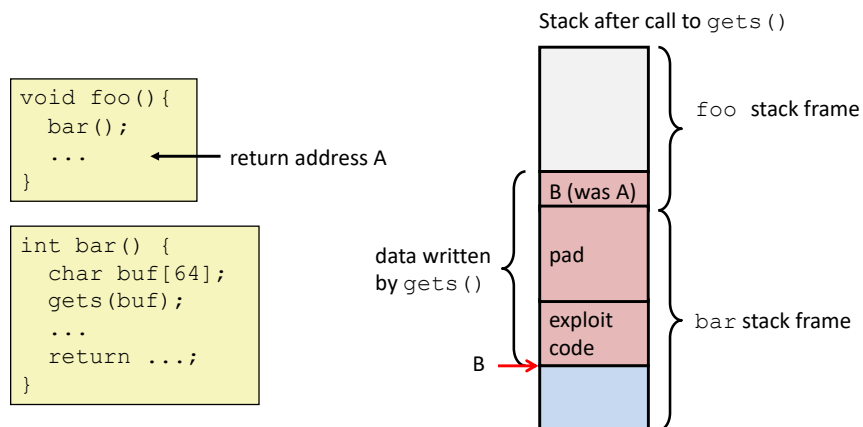 Stack after call to gets()
void foo(){
bar();
...
}
return address A
int bar() {
char buf[64];
gets(buf);
...
return ...;
}
foo stack frame
B (was A)
data written
by gets()
pad
exploit
code
B
bar stack frame